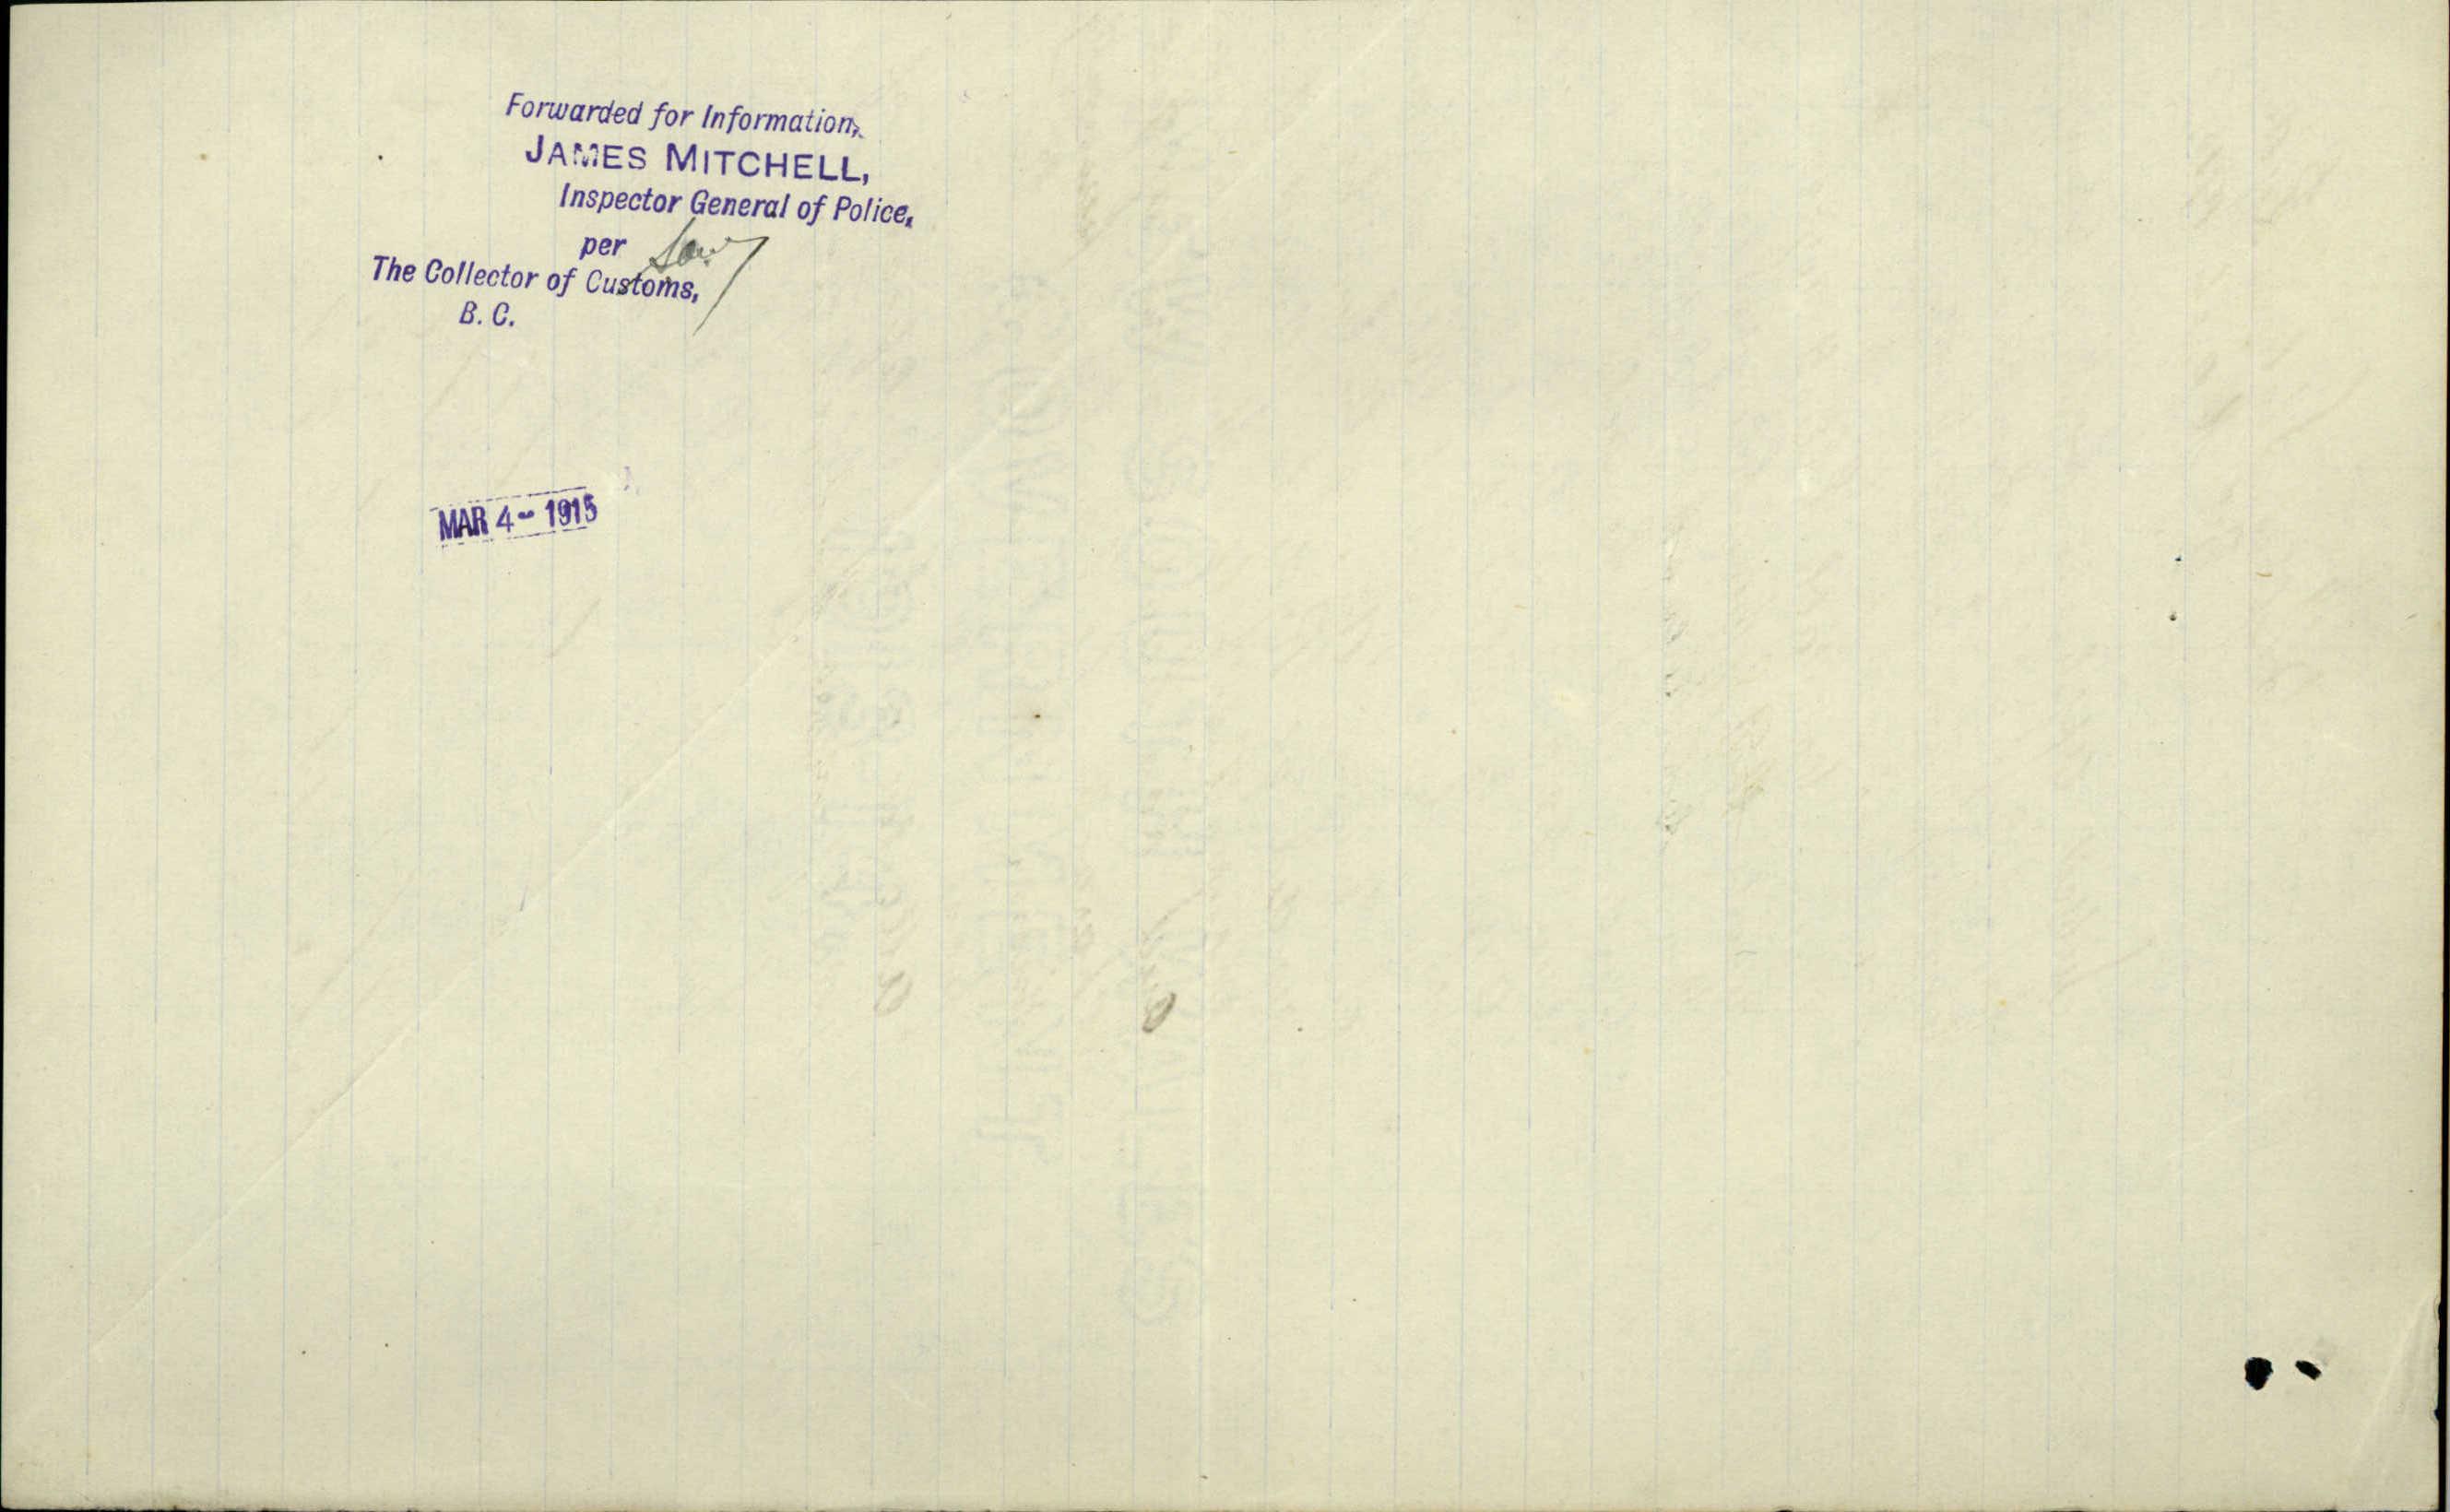 Forwarded for Information,
JAMES MITCHELL,
Inspector General of Police,
per
The Collector of Customs,
B. C.
MAR 4 - 1915